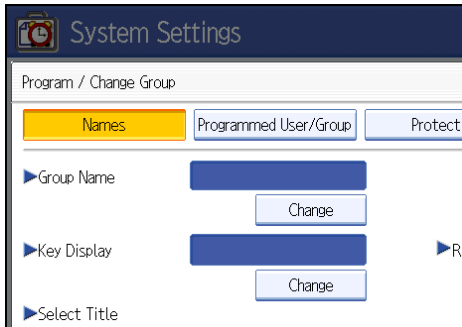 System Settings
Program / Change Group
Names Programmed User/Group Protect
Group Name
Change
Key Display R
Change
Select Title